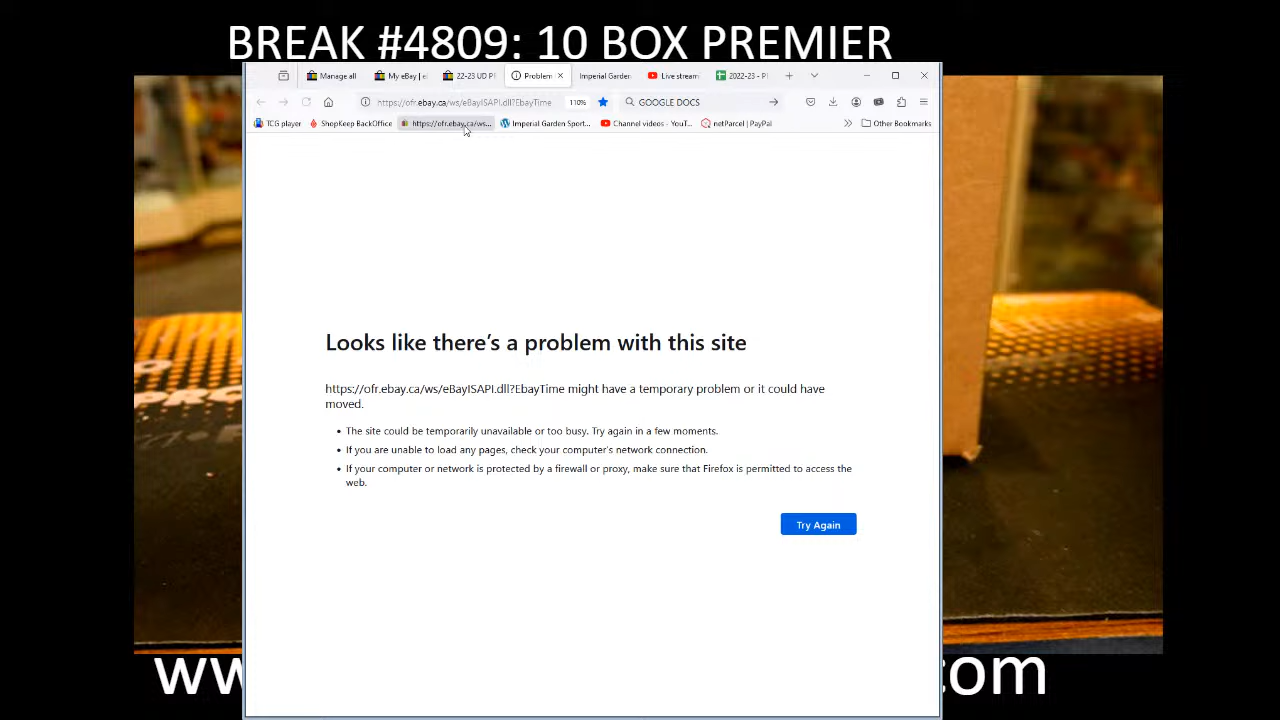 BREAK #4809: 10 BOX PREMIER
Manage all
My eBay | e
22-23 UD P
Problem
Imperial Garden
Live stream
2022-23 - P
https://ofr.ebay.ca/ws/eBayISAPI.dll?EbayTime
110%
GOOGLE DOCS
TCG player
ShopKeep BackOffice
https://ofr.ebay.ca/ws...
Imperial Garden Sport...
Channel videos - YouT...
netParcel | PayPal
Other Bookmarks
Looks like there's a problem with this site
https://ofr.ebay.ca/ws/eBayISAPI.dll?EbayTime might have a temporary problem or it could have
moved.
• The site could be temporarily unavailable or too busy. Try again in a few moments.
• If you are unable to load any pages, check your computer's network connection.
• If your computer or network is protected by a firewall or proxy, make sure that Firefox is permitted to access the
web.
Try Again
ww
com